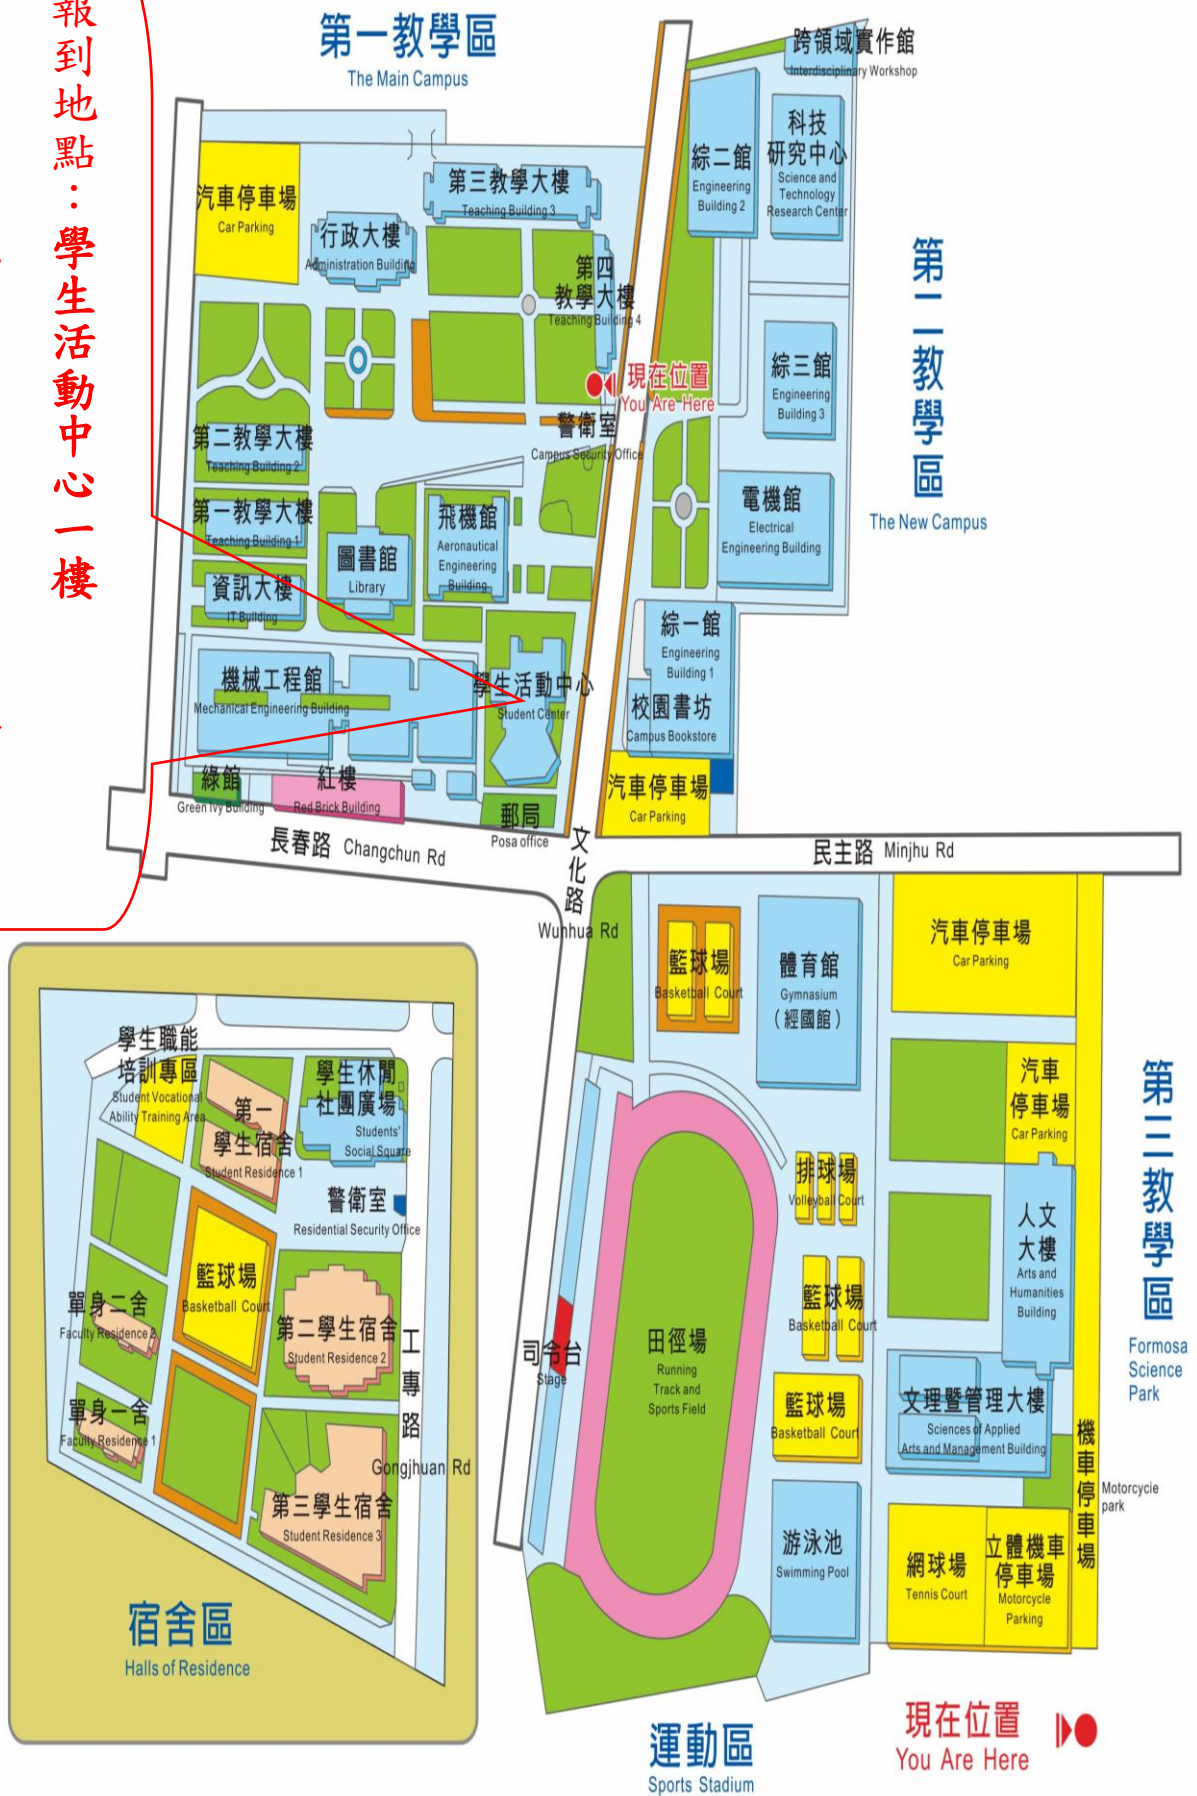 報到地點：學生活動中心一樓
第一教學區
The Main Campus
跨領域實作館
Interdisciplinary Workshop
汽車停車場
Car Parking
第三教學大樓
Teaching Building 3
行政大樓
Administration Building
第四
教學大樓
Teaching Building 4
綜二館
Engineering
Building 2
科技
研究中心
Science and
Technology
Research Center
現在位置
You Are Here
警衛室
Campus Security Office
綜三館
Engineering
Building 3
第二教學區
The New Campus
第二教學大樓
Teaching Building 2
第一教學大樓
Teaching Building 1
資訊大樓
IT Building
圖書館
Library
飛機館
Aeronautical
Engineering
Building
電機館
Electrical
Engineering Building
綜一館
Engineering
Building 1
機械工程館
Mechanical Engineering Building
學生活動中心
Student Center
校園書坊
Campus Bookstore
綠館
Green Ivy Building
紅樓
Red Brick Building
郵局
Posa office
汽車停車場
Car Parking
長春路 Changchun Rd
文化路
Wunhua Rd
民主路 Minjhu Rd
籃球場
Basketball Court
體育館
Gymnasium
（經國館）
汽車停車場
Car Parking
汽車
停車場
Car Parking
第三教學區
Formosa
Science
Park
排球場
Volleyball Court
人文
大樓
Arts and
Humanities
Building
籃球場
Basketball Court
司令台
Stage
田徑場
Running
Track and
Sports Field
籃球場
Basketball Court
文理暨管理大樓
Sciences of Applied
Arts and Management Building
機車停車場
Motorcycie
park
游泳池
Swimming Pool
網球場
Tennis Court
立體機車
停車場
Motorcycle
Parking
學生職能
培訓專區
Student Vocational
Ability Training Area
第一
學生宿舍
Student Residence 1
學生休閒
社團廣場
Students'
Social Square
警衛室
Residential Security Office
籃球場
Basketball Court
單身二舍
Faculty Residence 2
第二學生宿舍
Student Residence 2
工專路
Gongjhuan Rd
單身一舍
Faculty Residence 1
第三學生宿舍
Student Residence 3
宿舍區
Halls of Residence
運動區
Sports Stadium
現在位置
You Are Here